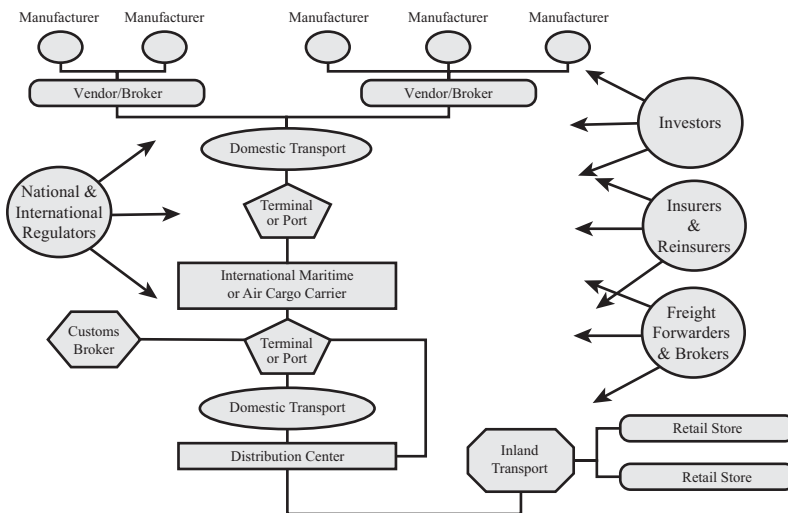 Manufacturer Manufacturer Manufacturer Manufacturer Manufacturer
Vendor/Broker Vendor/Broker
Investors
Domestic Transport
National &
International
Regulators
Terminal
or Port
Insurers
&
Reinsurers
International Maritime
or Air Cargo Carrier
Customs
Broker
Terminal
or Port
Freight
Forwarders
& Brokers
Domestic Transport
Distribution Center
Inland
Transport
Retail Store
Retail Store